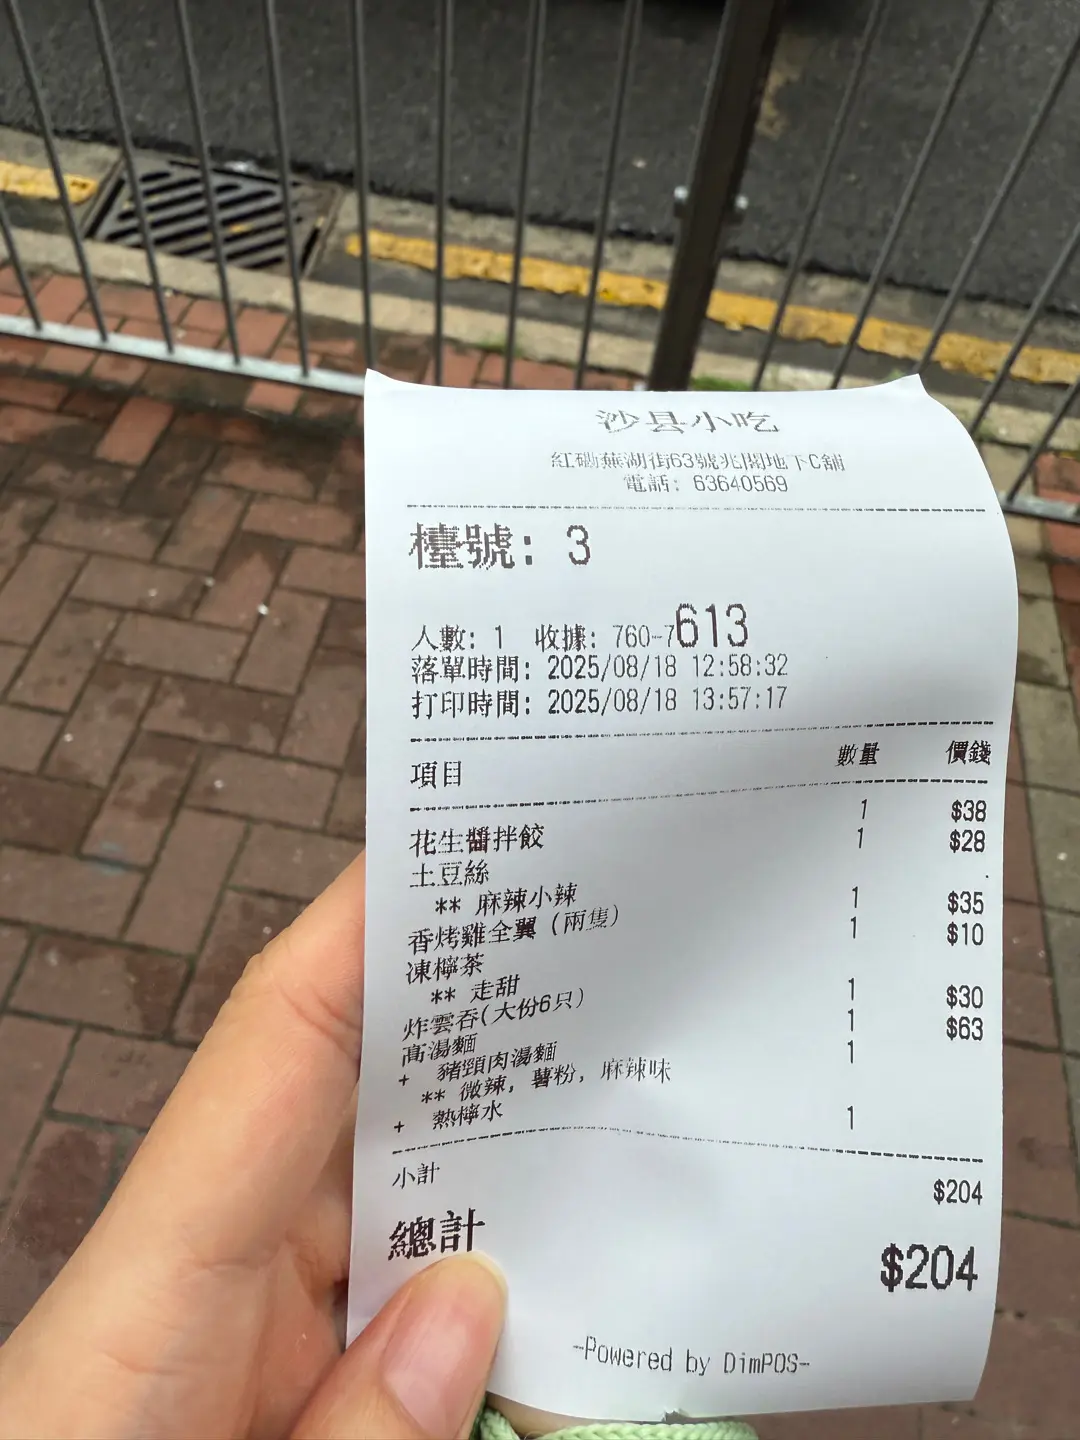 沙县小吃
紅磡蕪湖街63號兆閣地下C舖
電話: 63640569
檯號: 3
人數: 1 收據: 760-7613
落單時間: 2025/08/18 12:58:32
打印時間: 2025/08/18 13:57:17
項目 數量 價錢
花生醬拌餃 1 $38
土豆絲 1 $28
** 麻辣小辣
香烤雞全翼 (兩隻) 1 $35
凍檸茶 1 $10
** 走甜
炸雲吞(大份6只) 1 $30
高湯麵 1 $63
+ 豬頸肉湯麵 1
** 微辣, 薯粉, 麻辣味
+ 熱檸水 1
小計 $204
總計 $204
-Powered by DimPOS-